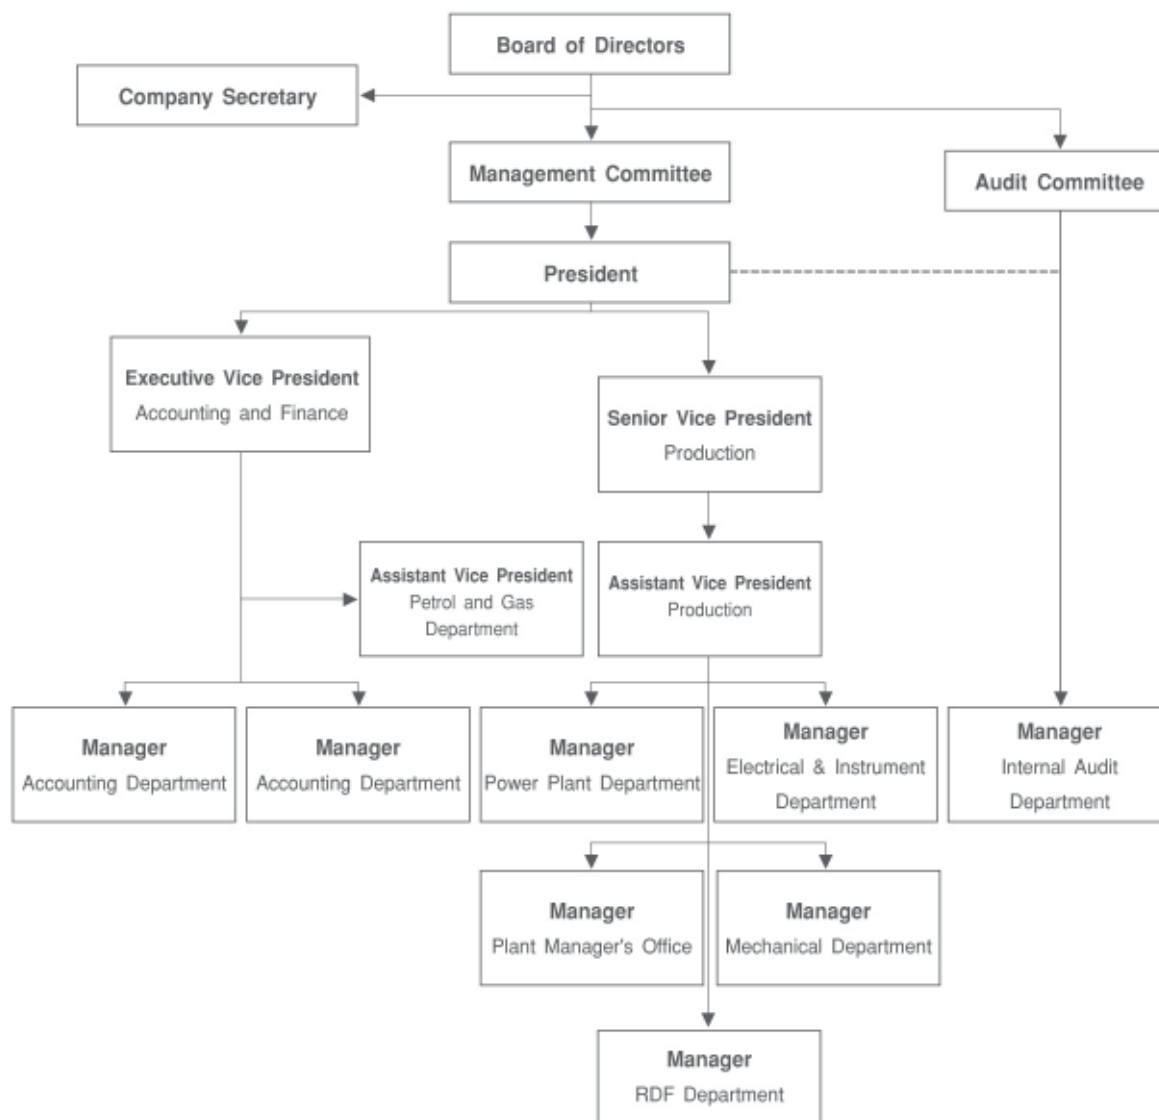 Board of Directors
Company Secretary
Management Committee
Audit Committee
President
Executive Vice President
Accounting and Finance
Senior Vice President
Production
Assistant Vice President
Petrol and Gas
Department
Assistant Vice President
Production
Manager
Accounting Department
Manager
Accounting Department
Manager
Power Plant Department
Manager
Electrical & Instrument
Department
Manager
Internal Audit
Department
Manager
Plant Manager's Office
Manager
Mechanical Department
Manager
RDF Department